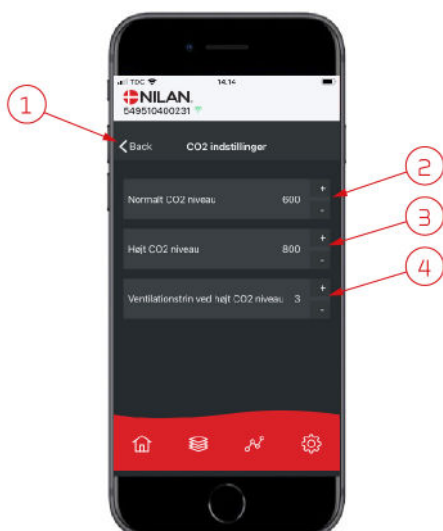 TDC 14.14
NILAN.
549510400231
1
Back CO2 indstillinger
2
Normalt CO2 niveau 600 + -
3
Højt CO2 niveau 800 + -
4
Ventilationstrin ved højt CO2 niveau 3 + -